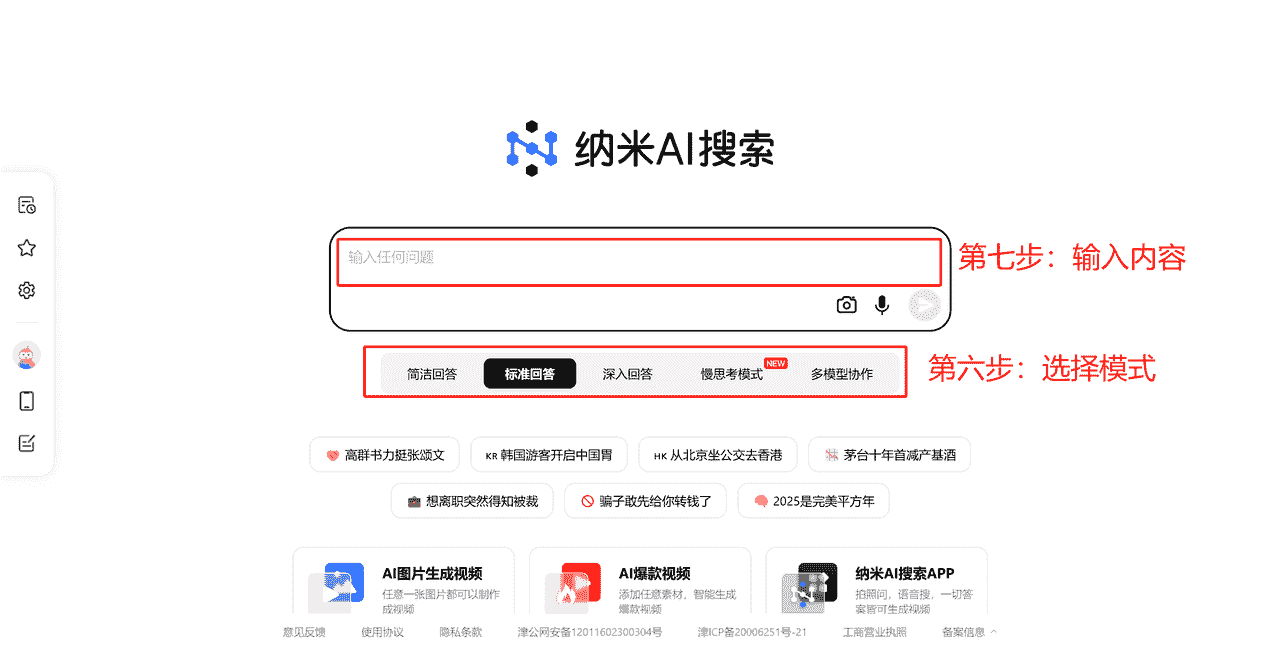 纳米AI搜索
输入任何问题
第七步：输入内容
简洁回答 标准回答 深入回答 慢思考模式 NEW 多模型协作
第六步：选择模式
高群书力挺张颂文 KR 韩国游客开启中国胃 HK 从北京坐公交去香港 茅台十年首减产基酒
想离职突然得知被裁 骗子敢先给你转钱了 2025是完美平方年
AI图片生成视频
任意一张图片都可以制作
成视频
AI爆款视频
添加任意素材，智能生成
爆款视频
纳米AI搜索APP
拍照问，语音搜，一切答
案皆可生成视频
意见反馈 使用协议 隐私条款 津公网安备12011602300304号 津ICP备20006251号-21 工商营业执照 备案信息